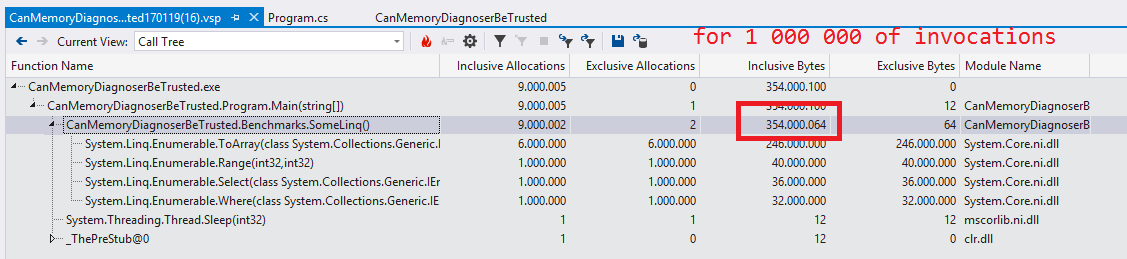 CanMemoryDiagnos...ted170119(16).vsp Program.cs CanMemoryDiagnoserBeTrusted
Current View: Call Tree for 1 000 000 of invocations
Function Name Inclusive Allocations Exclusive Allocations Inclusive Bytes Exclusive Bytes Module Name
CanMemoryDiagnoserBeTrusted.exe 9.000.005 0 354.000.100 0
CanMemoryDiagnoserBeTrusted.Program.Main(string[]) 9.000.005 1 354.000.100 12 CanMemoryDiagnoserB
CanMemoryDiagnoserBeTrusted.Benchmarks.SomeLinq() 9.000.002 2 354.000.064 64 CanMemoryDiagnoserB
System.Linq.Enumerable.ToArray(class System.Collections.Generic.I 6.000.000 6.000.000 246.000.000 246.000.000 System.Core.ni.dll
System.Linq.Enumerable.Range(int32,int32) 1.000.000 1.000.000 40.000.000 40.000.000 System.Core.ni.dll
System.Linq.Enumerable.Select(class System.Collections.Generic.IEr 1.000.000 1.000.000 36.000.000 36.000.000 System.Core.ni.dll
System.Linq.Enumerable.Where(class System.Collections.Generic.IE 1.000.000 1.000.000 32.000.000 32.000.000 System.Core.ni.dll
System.Threading.Thread.Sleep(int32) 1 1 12 12 mscorlib.ni.dll
_ThePreStub@0 1 0 12 0 clr.dll